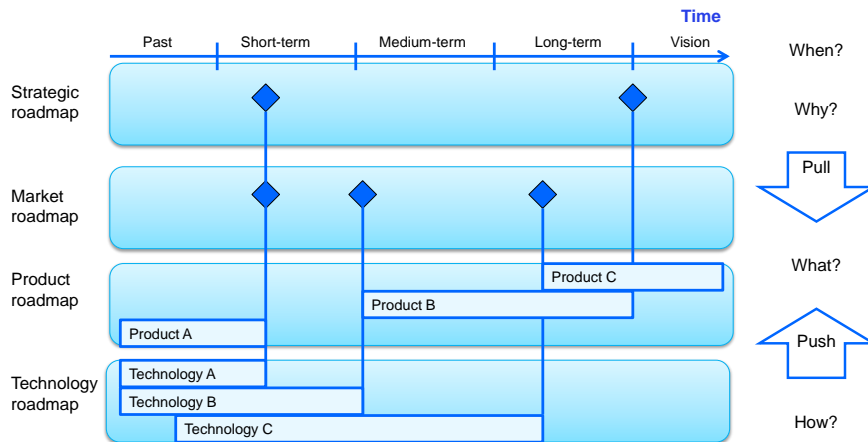 Time
Past
Short-term
Medium-term
Long-term
Vision
When?
Strategic
roadmap
Why?
Pull
Market
roadmap
Product
roadmap
Product C
What?
Product B
Product A
Push
Technology
roadmap
Technology A
Technology B
Technology C
How?